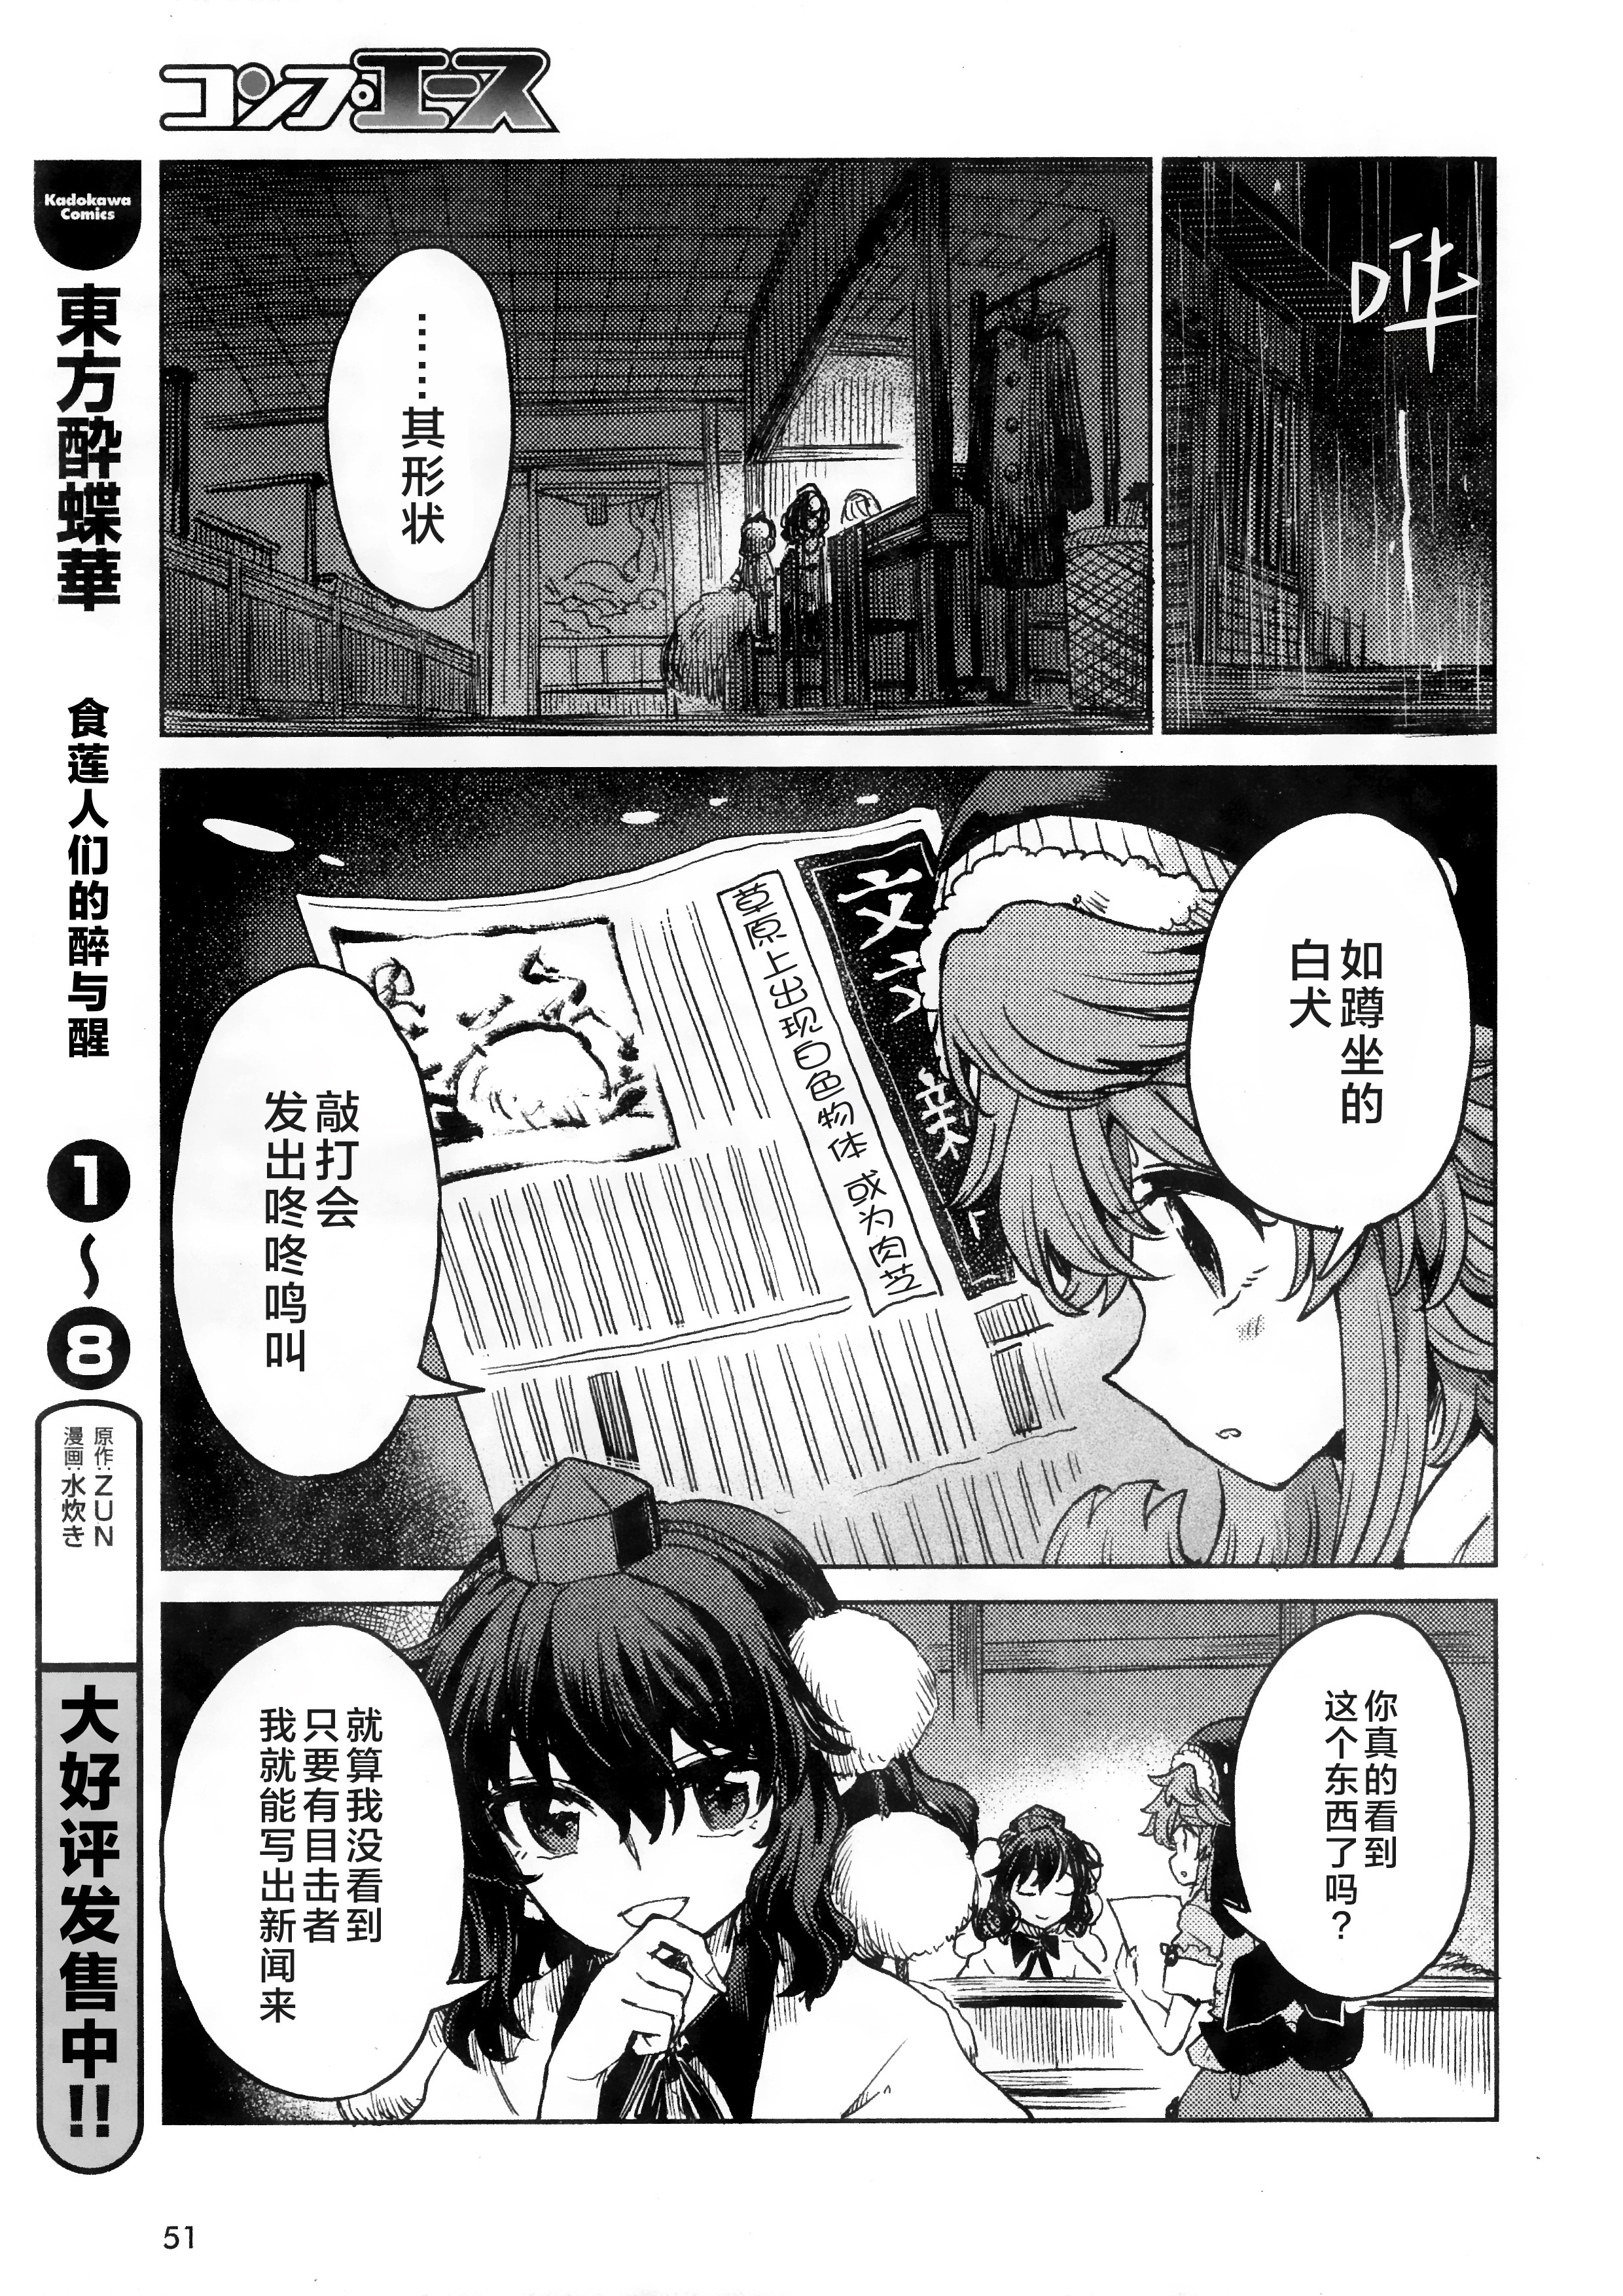 コンプ・エース
哗
……其形状
如蹲坐的
白犬
草原上出现白色物体 或为肉芝
敲打会
发出咚咚鸣叫
你真的看到
这个东西了吗？
就算我没看到
只要有目击者
我就能写出新闻来
Kadokawa
Comics
東方酔蝶華
食莲人们的醉与醒
1～8
原作：ZUN
漫画：水炊き
大好评发售中!!
51